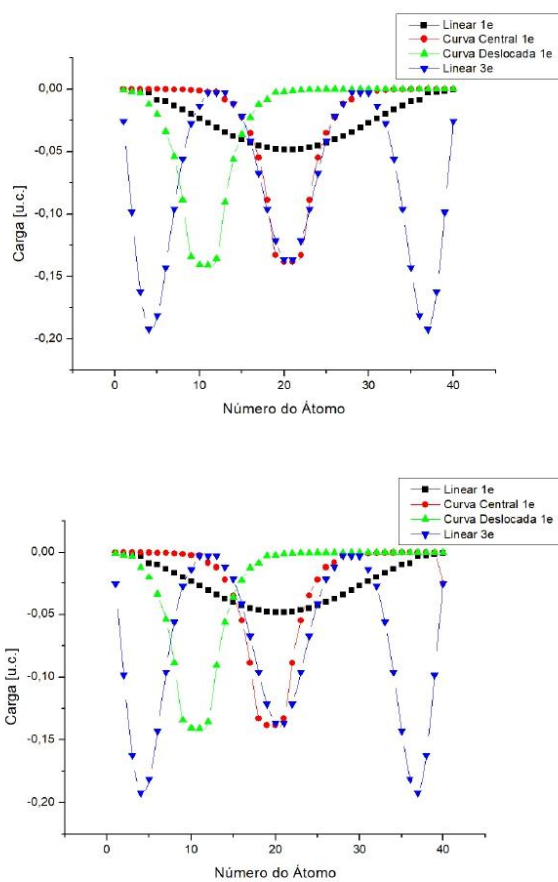 Linear 1e
Curva Central 1e
Curva Deslocada 1e
Linear 3e
0,00
-0,05
-0,10
-0,15
-0,20
Carga [u.c.]
0 10 20 30 40
Número do Átomo
Linear 1e
Curva Central 1e
Curva Deslocada 1e
Linear 3e
0,00
-0,05
-0,10
-0,15
-0,20
Carga [u.c.]
0 10 20 30 40
Número do Átomo